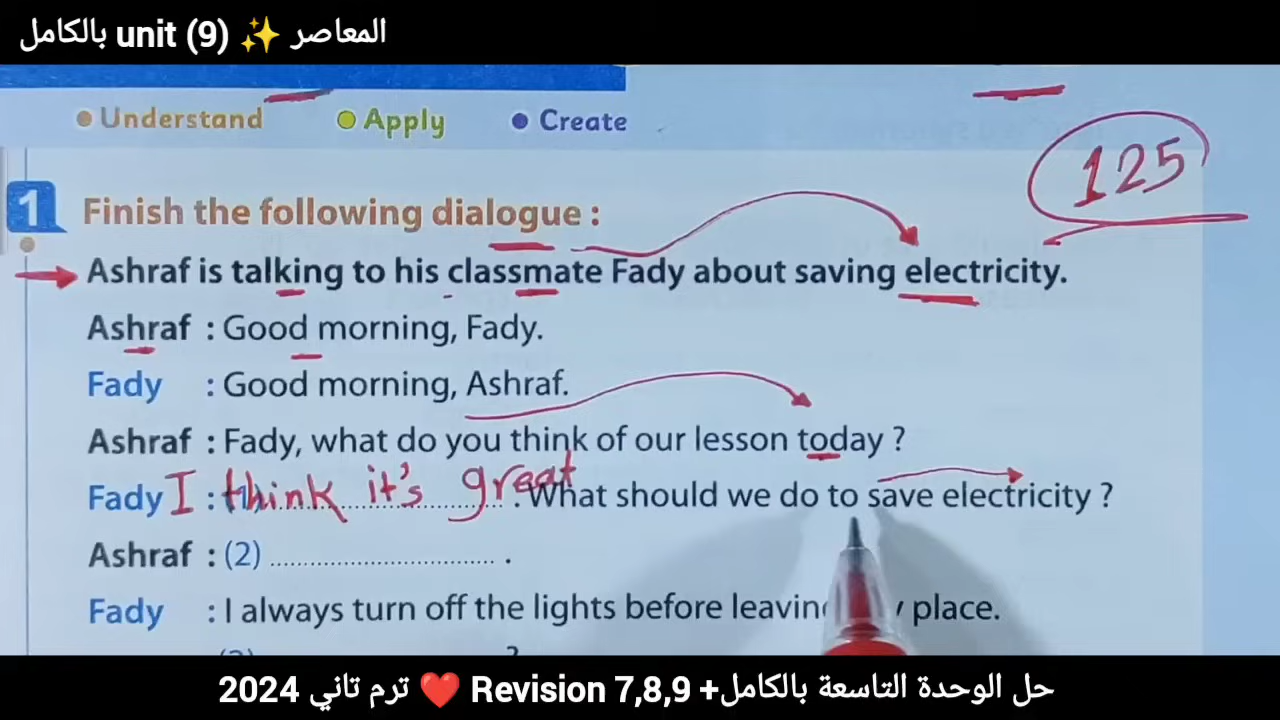 المعاصر ✨ unit (9) بالكامل
Understand Apply Create
125
1 Finish the following dialogue :
Ashraf is talking to his classmate Fady about saving electricity.
Ashraf : Good morning, Fady.
Fady : Good morning, Ashraf.
Ashraf : Fady, what do you think of our lesson today ?
Fady : (1) I think it's great . What should we do to save electricity ?
Ashraf : (2) .................................... .
Fady : I always turn off the lights before leaving place.
حل الوحدة التاسعة بالكامل+ Revision 7,8,9 ❤️ ترم تاني 2024